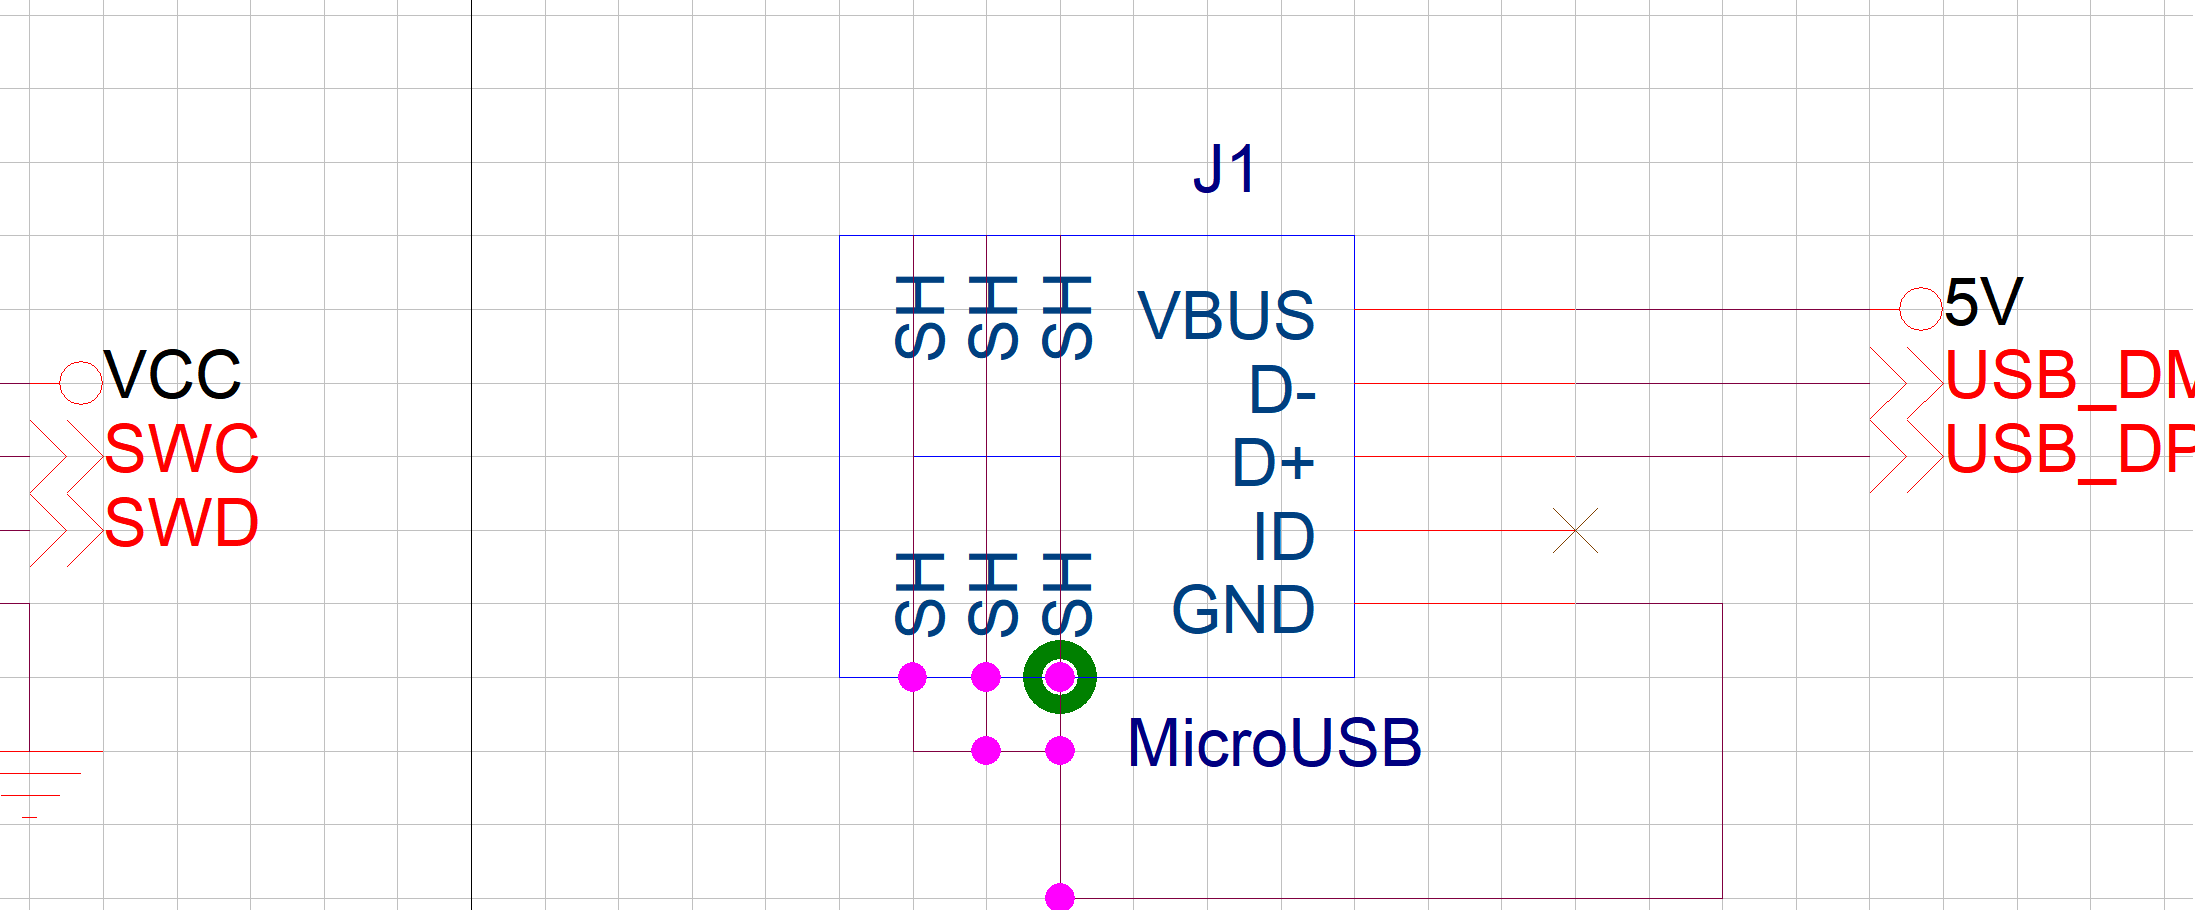 J1
SH SH SH VBUS
5V
VCC
D-
USB_DM
SWC
D+
USB_DP
SWD
ID
SH SH SH GND
MicroUSB